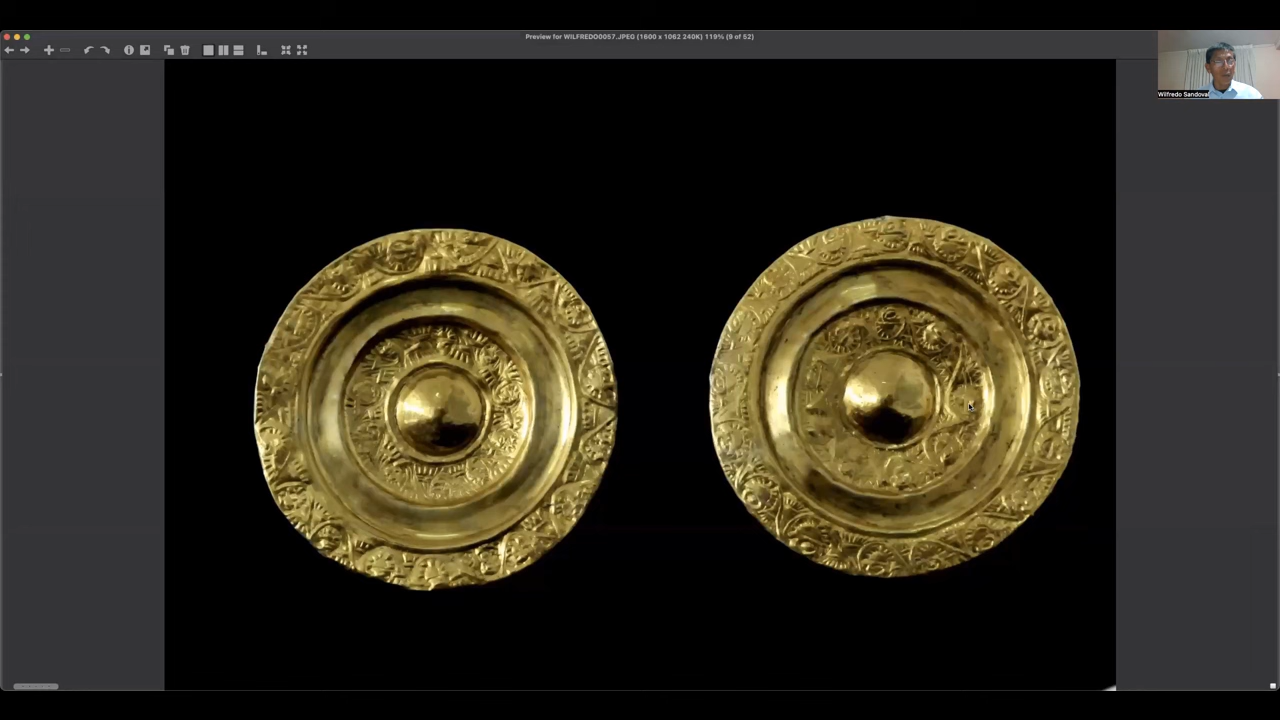 Preview for WILFREDO0057.JPEG (1600 x 1062 240K) 119% (9 of 52)
Wilfredo Sandoval